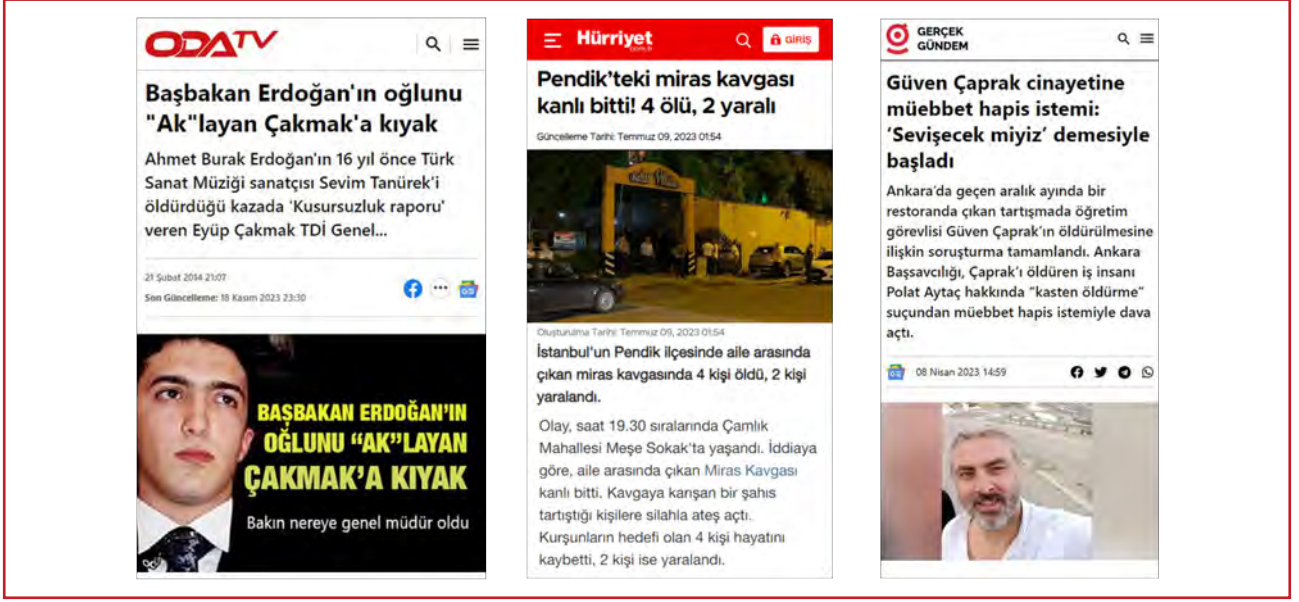 ODATV
Başbakan Erdoğan'ın oğlunu
"Ak"layan Çakmak'a kıyak
Ahmet Burak Erdoğan'ın 16 yıl önce Türk
Sanat Müziği sanatçısı Sevim Tanürek'i
öldürdüğü kazada 'Kusursuzluk raporu'
veren Eyüp Çakmak TDİ Genel...
21 Şubat 2014 21:07
Son Güncelleme: 18 Kasım 2023 23:30
BAŞBAKAN ERDOĞAN'IN
OĞLUNU “AK”LAYAN
ÇAKMAK'A KIYAK
Bakın nereye genel müdür oldu
Hürriyet
.com.tr
GİRİŞ
Pendik’teki miras kavgası
kanlı bitti! 4 ölü, 2 yaralı
Güncelleme Tarihi: Temmuz 09, 2023 01:54
Oluşturulma Tarihi: Temmuz 09, 2023 01:54
İstanbul'un Pendik ilçesinde aile arasında
çıkan miras kavgasında 4 kişi öldü, 2 kişi
yaralandı.
Olay, saat 19.30 sıralarında Çamlık
Mahallesi Meşe Sokak'ta yaşandı. İddiaya
göre, aile arasında çıkan Miras Kavgası
kanlı bitti. Kavgaya karışan bir şahıs
tartıştığı kişilere silahla ateş açtı.
Kurşunların hedefi olan 4 kişi hayatını
kaybetti, 2 kişi ise yaralandı.
GERÇEK
GÜNDEM
Güven Çaprak cinayetine
müebbet hapis istemi:
‘Sevişecek miyiz’ demesiyle
başladı
Ankara’da geçen aralık ayında bir
restoranda çıkan tartışmada öğretim
görevlisi Güven Çaprak’ın öldürülmesine
ilişkin soruşturma tamamlandı. Ankara
Başsavcılığı, Çaprak’ı öldüren iş insanı
Polat Aytaç hakkında “kasten öldürme”
suçundan müebbet hapis istemiyle dava
açtı.
08 Nisan 2023 14:59